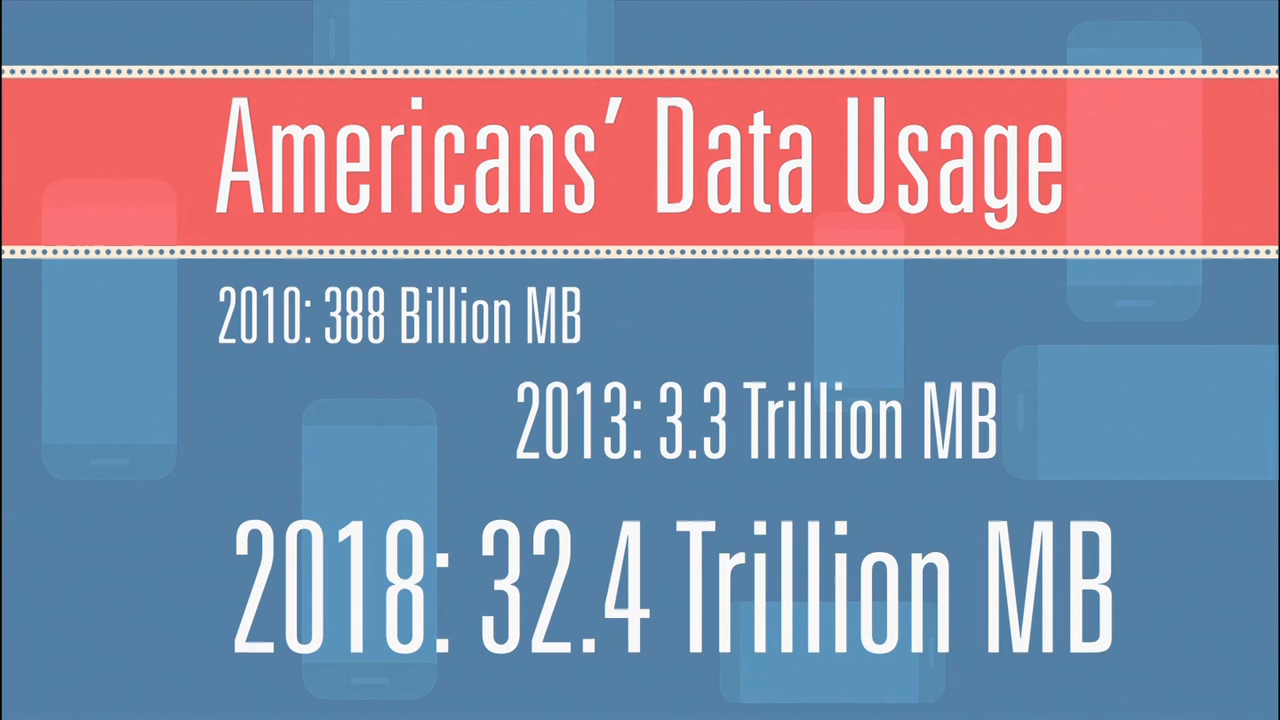 Americans’ Data Usage
2010: 388 Billion MB
2013: 3.3 Trillion MB
2018: 32.4 Trillion MB